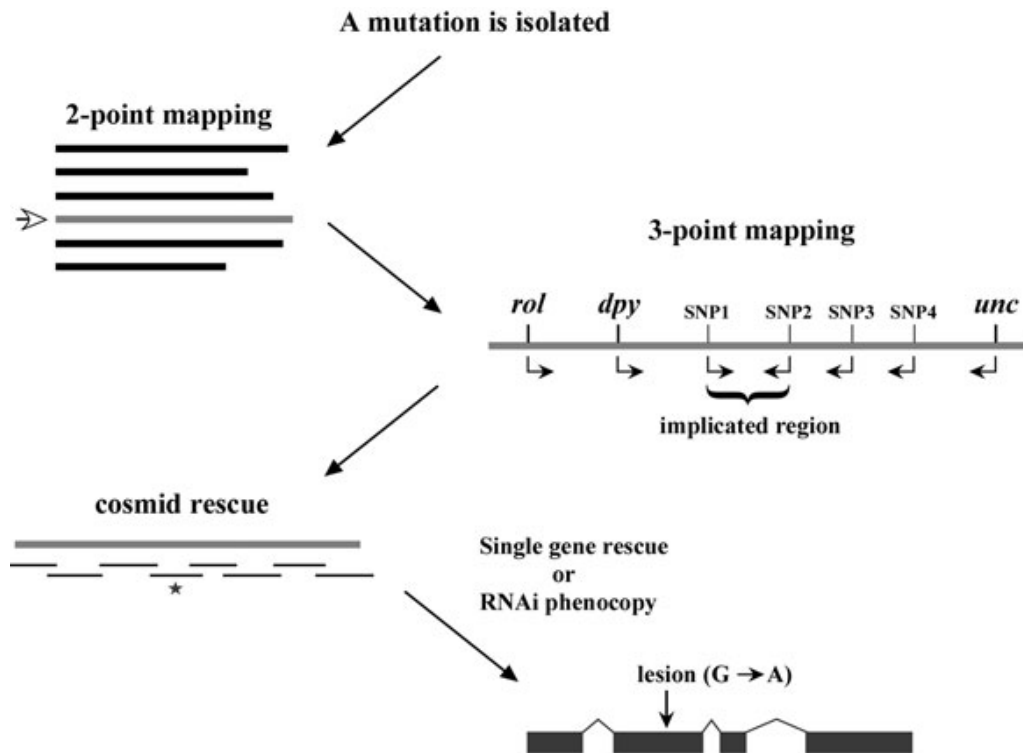 A mutation is isolated
2-point mapping
3-point mapping
rol dpy SNP1 SNP2 SNP3 SNP4 unc
implicated region
cosmid rescue
Single gene rescue
or
RNAi phenocopy
lesion (G → A)